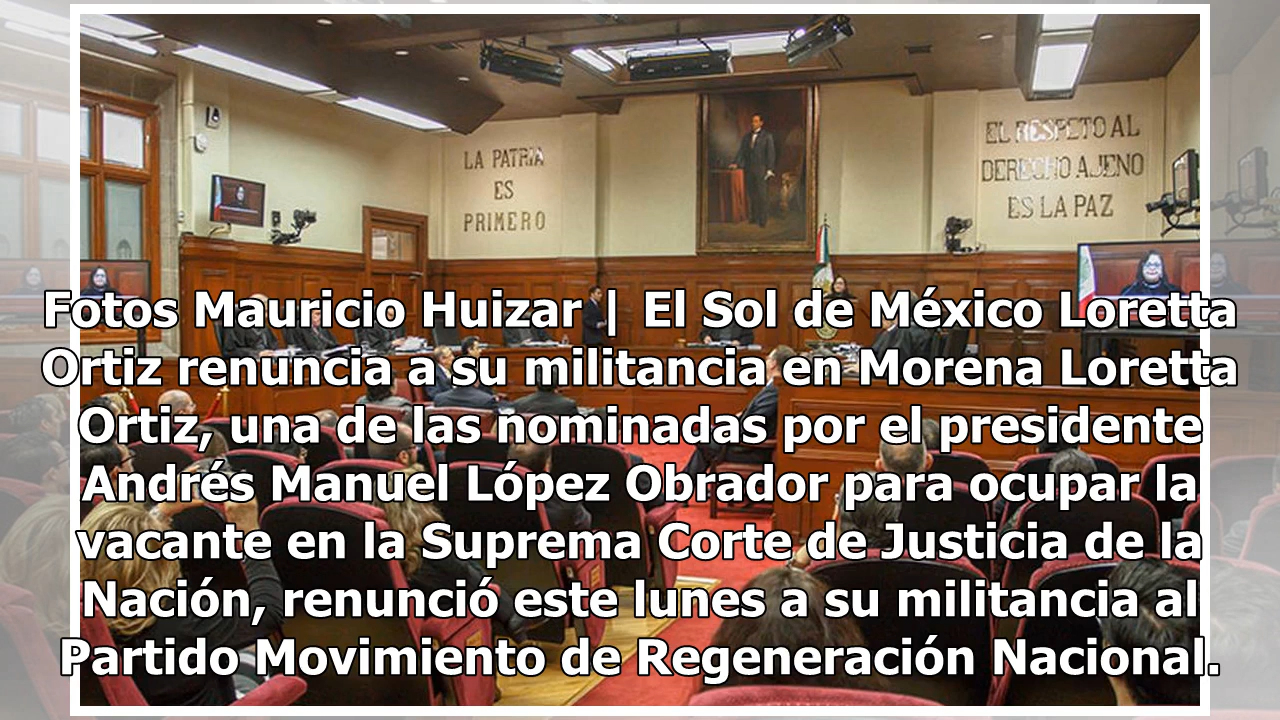 LA PATRIA
ES
PRIMERO
EL RESPETO AL
DERECHO AJENO
ES LA PAZ
Fotos Mauricio Huizar | El Sol de México Loretta
Ortiz renuncia a su militancia en Morena Loretta
Ortiz, una de las nominadas por el presidente
Andrés Manuel López Obrador para ocupar la
vacante en la Suprema Corte de Justicia de la
Nación, renunció este lunes a su militancia al
Partido Movimiento de Regeneración Nacional.